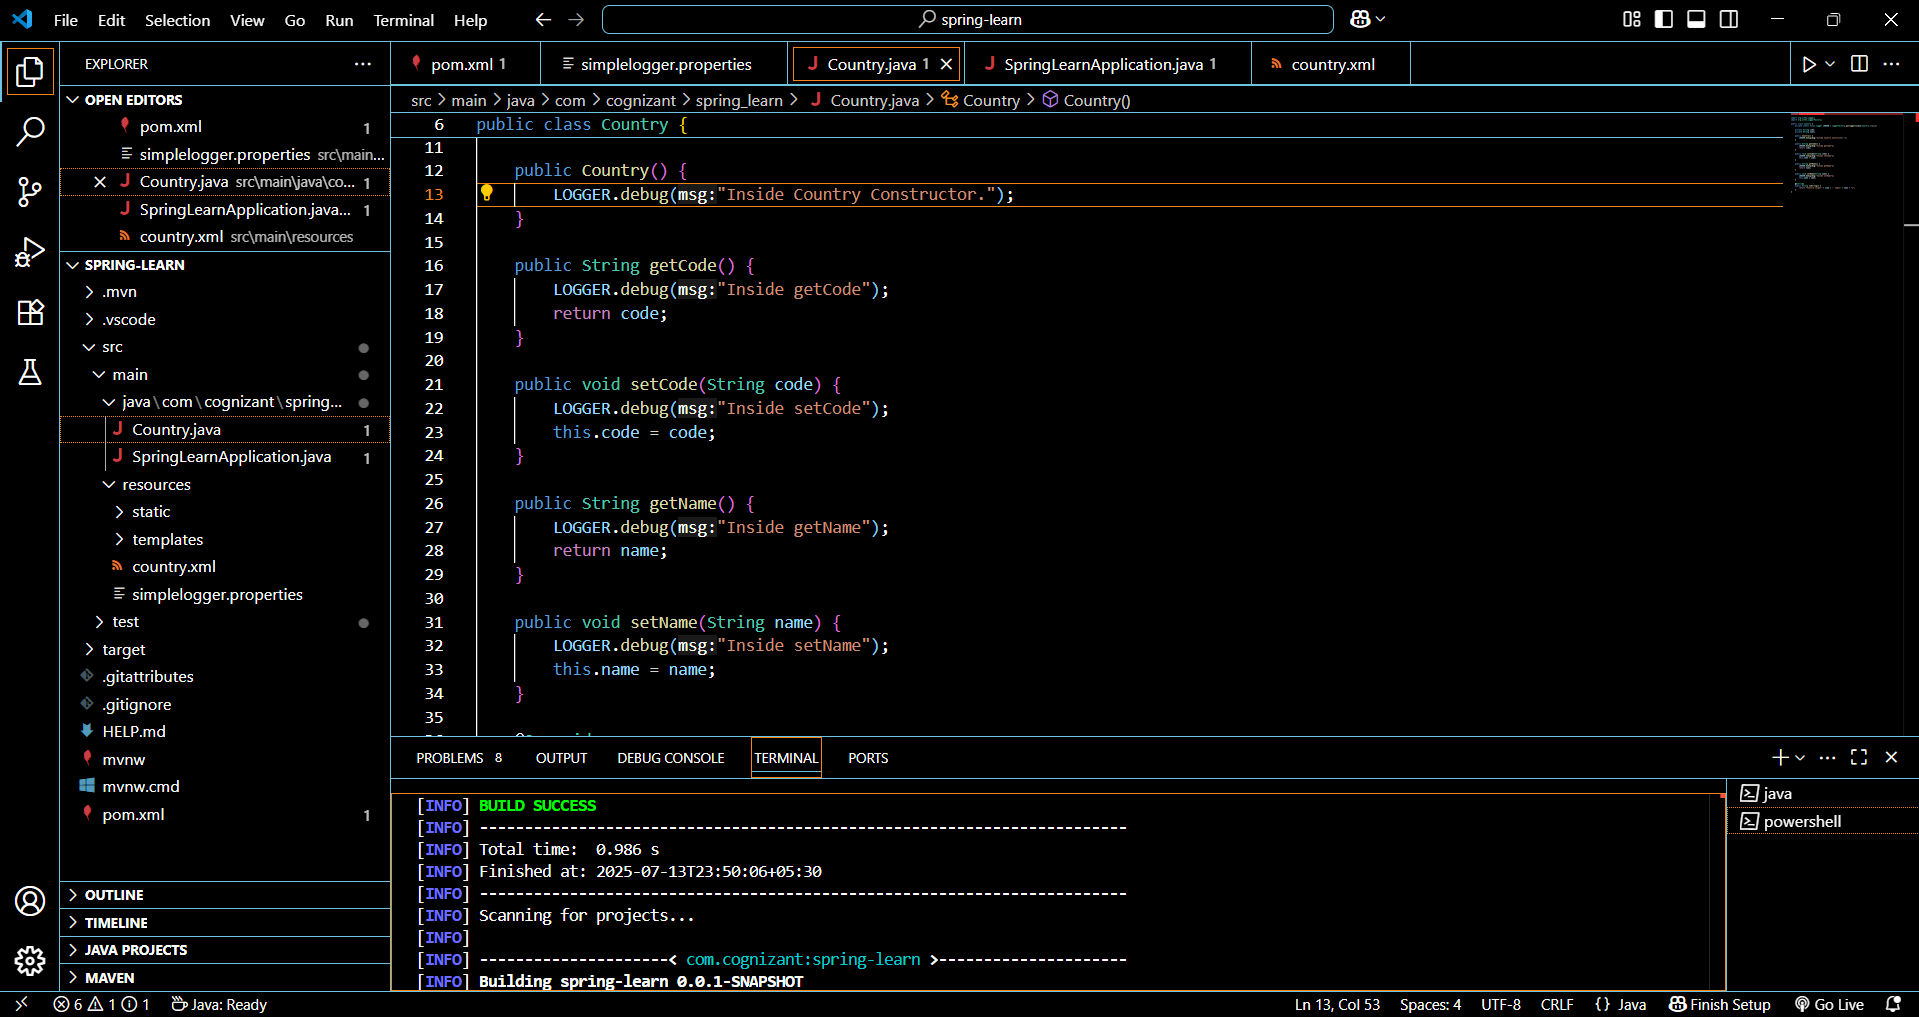 File Edit Selection View Go Run Terminal Help
spring-learn
EXPLORER
OPEN EDITORS
pom.xml 1
simplelogger.properties src\main...
Country.java src\main\java\co... 1
SpringLearnApplication.java... 1
country.xml src\main\resources
SPRING-LEARN
.mvn
.vscode
src
main
java\com\cognizant\spring...
Country.java 1
SpringLearnApplication.java 1
resources
static
templates
country.xml
simplelogger.properties
test
target
.gitattributes
.gitignore
HELP.md
mvnw
mvnw.cmd
pom.xml 1
OUTLINE
TIMELINE
JAVA PROJECTS
MAVEN
pom.xml 1
simplelogger.properties
Country.java 1
SpringLearnApplication.java 1
country.xml
src > main > java > com > cognizant > spring_learn > Country.java > Country > Country()
6 public class Country {
11
12 public Country() {
13 LOGGER.debug(msg:"Inside Country Constructor.");
14 }
15
16 public String getCode() {
17 LOGGER.debug(msg:"Inside getCode");
18 return code;
19 }
20
21 public void setCode(String code) {
22 LOGGER.debug(msg:"Inside setCode");
23 this.code = code;
24 }
25
26 public String getName() {
27 LOGGER.debug(msg:"Inside getName");
28 return name;
29 }
30
31 public void setName(String name) {
32 LOGGER.debug(msg:"Inside setName");
33 this.name = name;
34 }
35
PROBLEMS 8 OUTPUT DEBUG CONSOLE TERMINAL PORTS
[INFO] BUILD SUCCESS
[INFO] ------------------------------------------------------------------------
[INFO] Total time:  0.986 s
[INFO] Finished at: 2025-07-13T23:50:06+05:30
[INFO] ------------------------------------------------------------------------
[INFO] Scanning for projects...
[INFO]
[INFO] ---------------------< com.cognizant:spring-learn >---------------------
[INFO] Building spring-learn 0.0.1-SNAPSHOT
java
powershell
6 1 1 Java: Ready
Ln 13, Col 53 Spaces: 4 UTF-8 CRLF {} Java Finish Setup Go Live